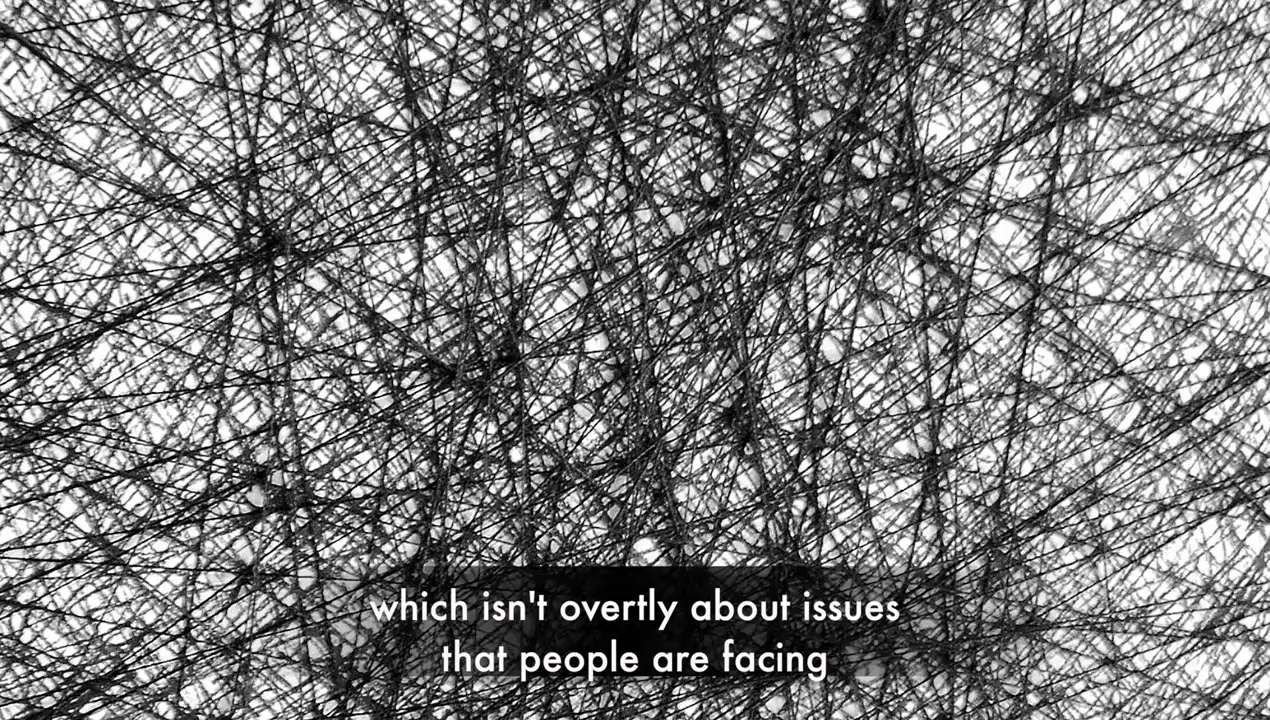 which isn't overtly about issues
that people are facing